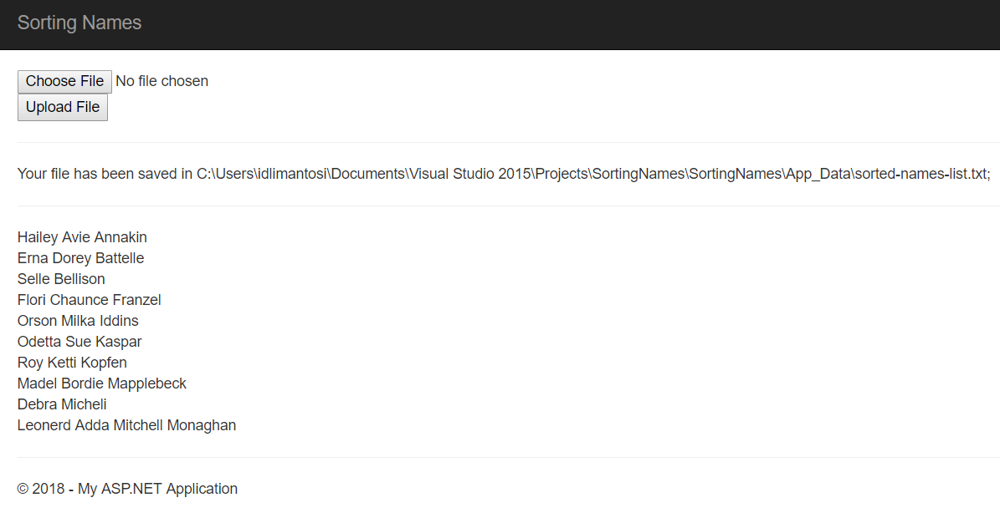 Sorting Names
Choose File No file chosen
Upload File
Your file has been saved in C:\Users\idlimantosi\Documents\Visual Studio 2015\Projects\SortingNames\SortingNames\App_Data\sorted-names-list.txt;
Hailey Avie Annakin
Erna Dorey Battelle
Selle Bellison
Flori Chaunce Franzel
Orson Milka Iddins
Odetta Sue Kaspar
Roy Ketti Kopfen
Madel Bordie Mapplebeck
Debra Micheli
Leonerd Adda Mitchell Monaghan
© 2018 - My ASP.NET Application